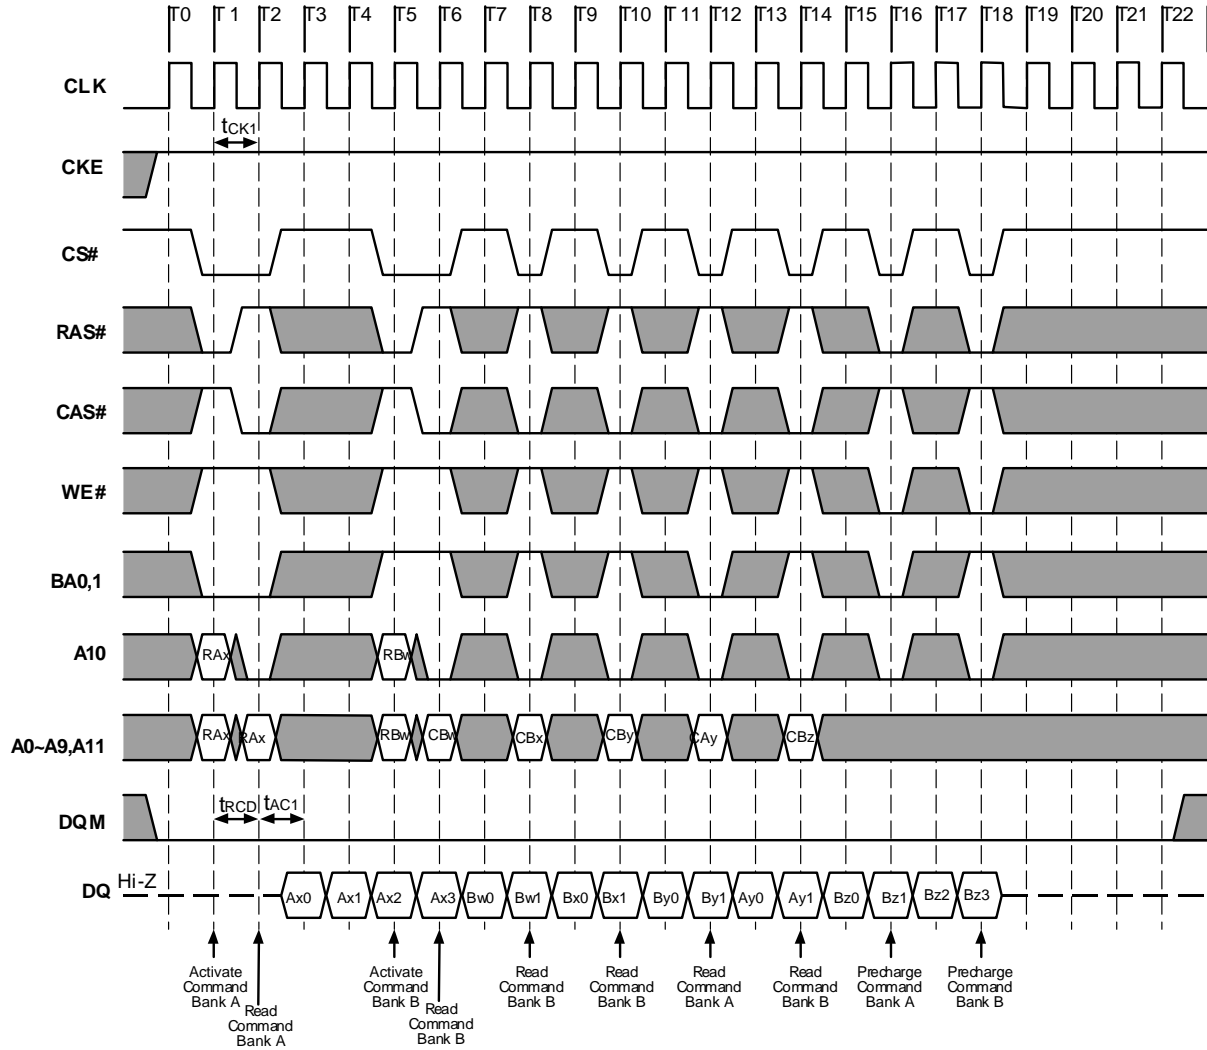 T0 T 1 T2 T3 T4 T5 T6 T7 T8 T9 T10 T 11 T12 T13 T14 T15 T16 T17 T18 T19 T20 T21 T22
CLK
tCK1
CKE
CS#
RAS#
CAS#
WE#
BA0,1
A10 RAx RBw
A0~A9,A11 RAx RAx RBw CBw CBx CBy CAy CBz
DQM tRCD tAC1
DQ Hi-Z Ax0 Ax1 Ax2 Ax3 Bw0 Bw1 Bx0 Bx1 By0 By1 Ay0 Ay1 Bz0 Bz1 Bz2 Bz3
Activate
Command
Bank A
Read
Command
Bank A
Activate
Command
Bank B
Read
Command
Bank B
Read
Command
Bank B
Read
Command
Bank B
Read
Command
Bank A
Read
Command
Bank B
Precharge
Command
Bank A
Precharge
Command
Bank B